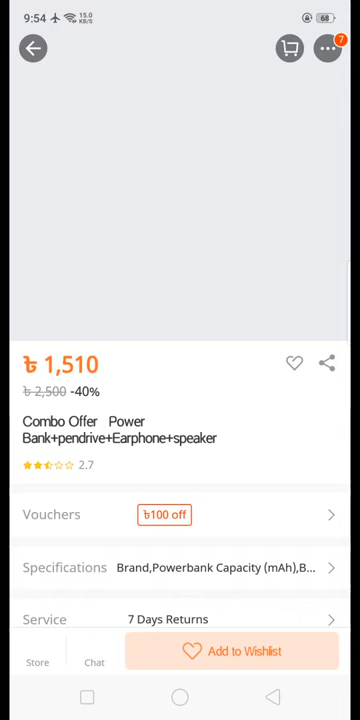 9:54
15.0
KB/S
68
7
৳ 1,510
৳ 2,500 -40%
Combo Offer Power
Bank+pendrive+Earphone+speaker
2.7
Vouchers ৳100 off
Specifications Brand,Powerbank Capacity (mAh),B...
Service 7 Days Returns
Store Chat Add to Wishlist